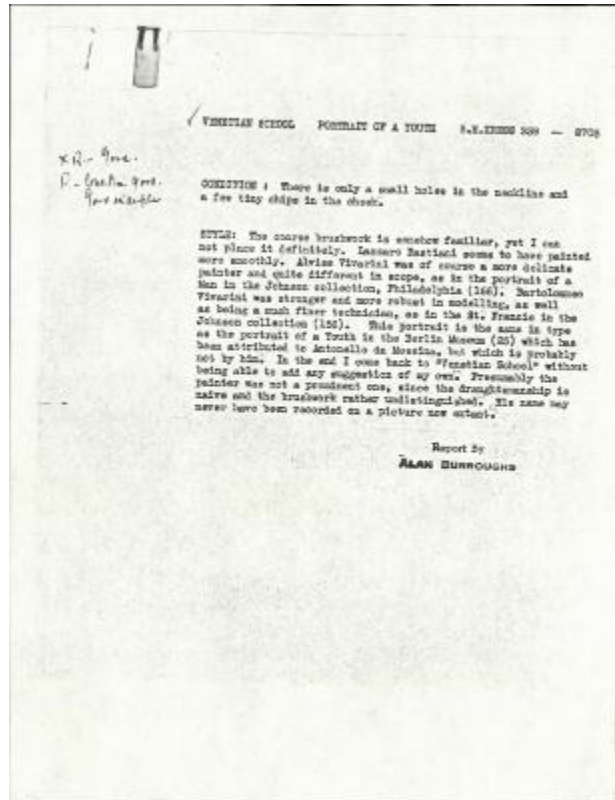 VENETIAN SCHOOL PORTRAIT OF A YOUTH S.H.KRESS 338 — 2703
CONDITION : There is only a small holes in the neckline and
a few tiny chips in the cheek.
STYLE: The coarse brushwork is somehow familiar, yet I can
not place it definitely. Lazzaro Bastiani seems to have painted
more smoothly. Alvise Vivarini was of course a more delicate
painter and quite different in scope, as in the portrait of a
Man in the Johnson collection, Philadelphia (166). Bartolommeo
Vivarini was stronger and more robust in modelling, as well
as being a much finer technician, as in the St. Francis in the
Johnson collection. This portrait is the same in type
as the portrait of a Youth in the Berlin Museum (25) which has
been attributed to Antonello da Messina, but which is probably
not by him. In the end I come back to "Venetian School" without
being able to add any suggestion of my own. Presumably the
painter was not a prominent one, since the draughtsmanship is
naive and the brushwork rather undistinguished. His name may
never have been recorded on a picture now extant.
Report By
ALAN BURROUGHS